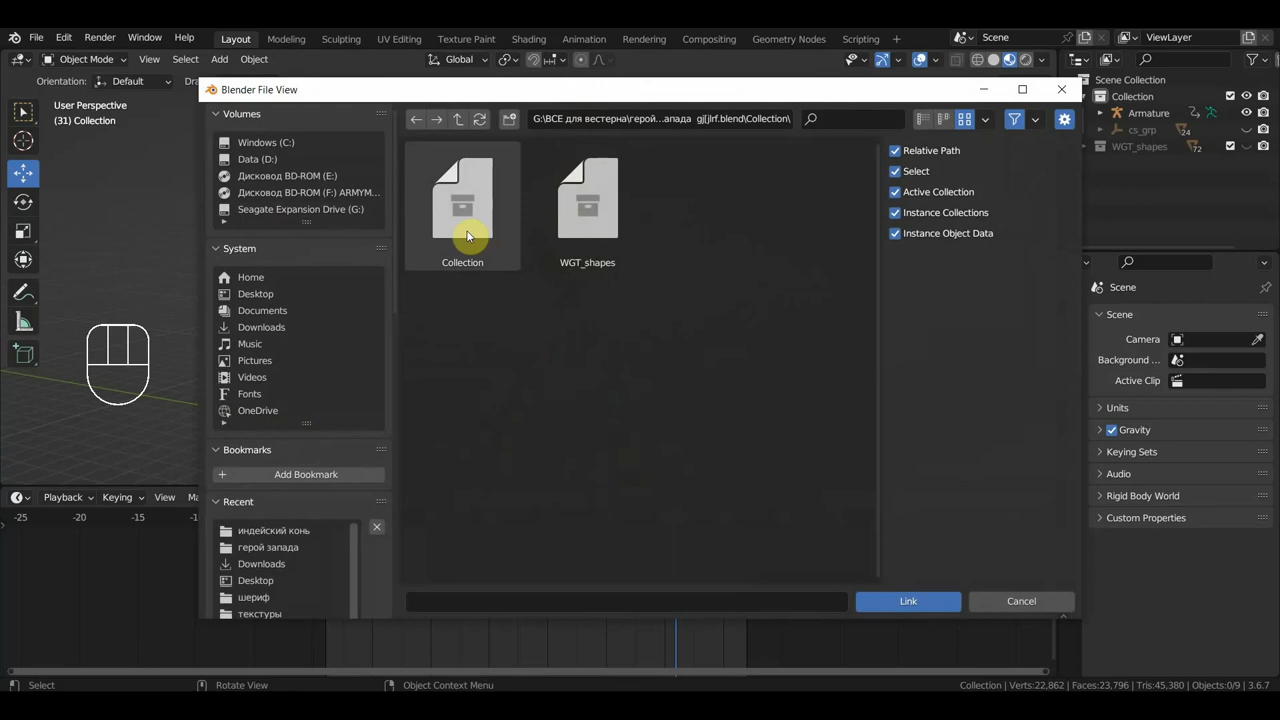 File Edit Render Window Help Layout Modeling Sculpting UV Editing Texture Paint Shading Animation Rendering Compositing Geometry Nodes Scripting + Scene ViewLayer
Object Mode View Select Add Object Global
Orientation: Default
User Perspective
(31) Collection
Blender File View
Volumes
Windows (C:)
Data (D:)
Дисковод BD-ROM (E:)
Дисковод BD-ROM (F:) ARMYM...
Seagate Expansion Drive (G:)
System
Home
Desktop
Documents
Downloads
Music
Pictures
Videos
Fonts
OneDrive
Bookmarks
Add Bookmark
Recent
индейский конь
герой запада
Downloads
Desktop
шериф
текстуры
G:\ВСЕ для вестерна\герой...апада gj[jlrf.blend\Collection\
Collection
WGT_shapes
Relative Path
Select
Active Collection
Instance Collections
Instance Object Data
Link Cancel
Scene Collection
Collection
Armature
cs_grp 24
WGT_shapes 72
Scene
Scene
Camera
Background ...
Active Clip
Units
Gravity
Keying Sets
Audio
Rigid Body World
Custom Properties
Playback Keying View
-25 -20 -15
Select Rotate View Object Context Menu Collection | Verts:22,862 | Faces:23,796 | Tris:45,380 | Objects:0/9 | 3.6.7